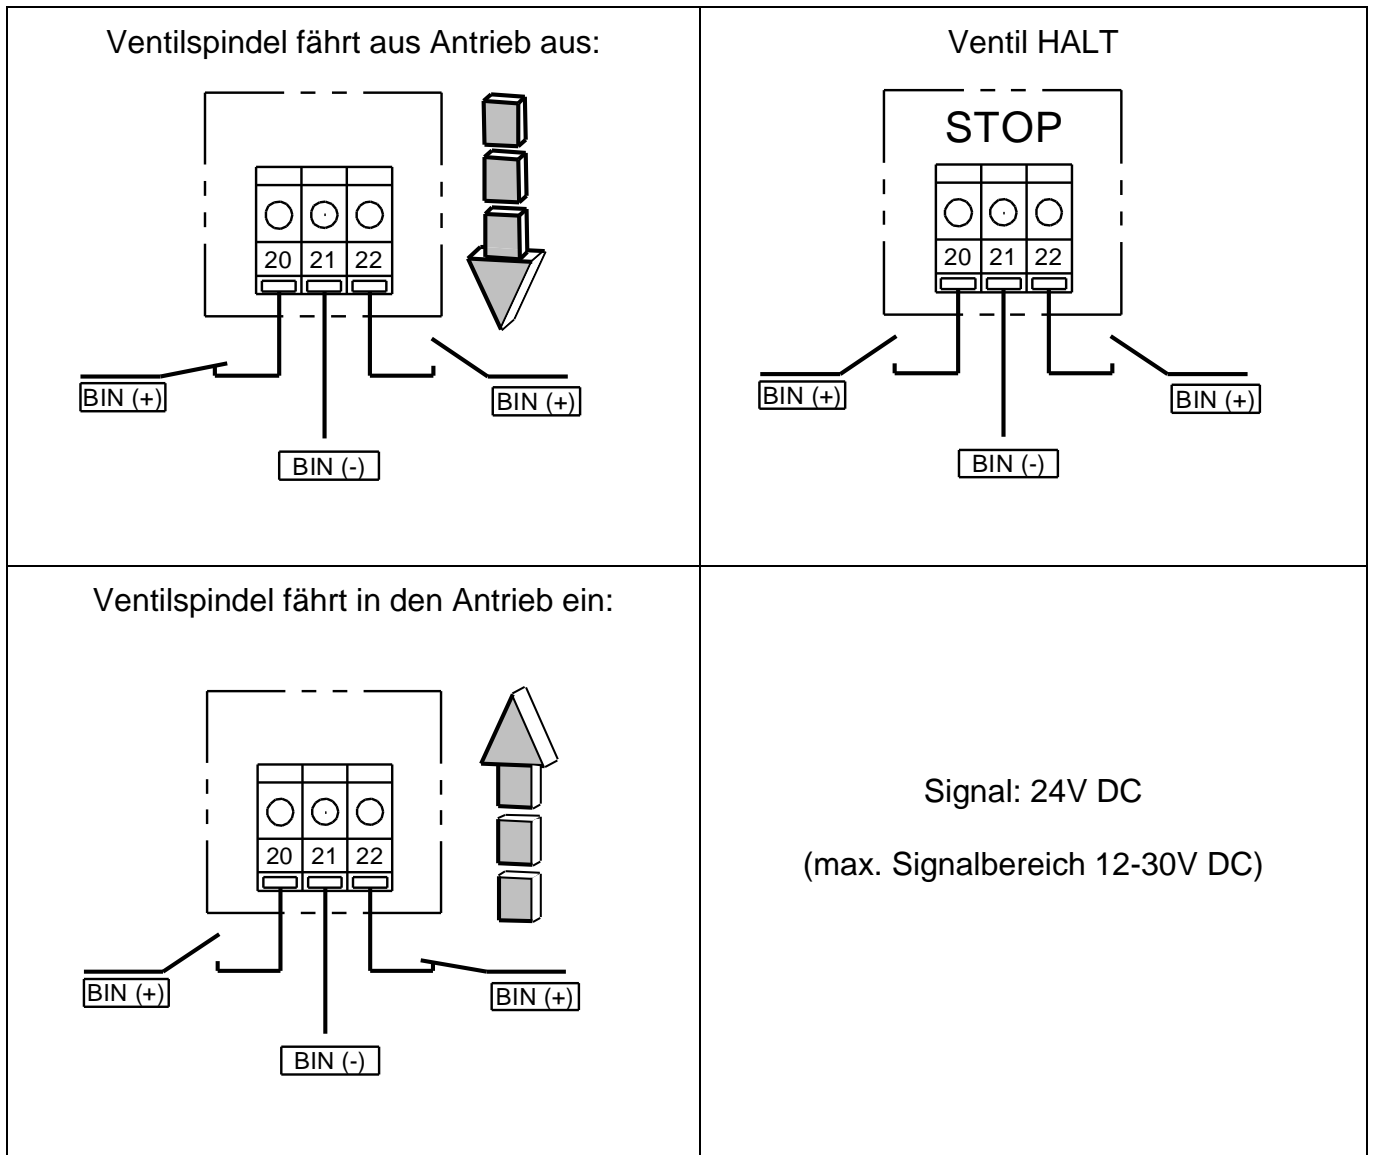 Ventilspindel fährt aus Antrieb aus:
20 21 22
BIN (+)
BIN (+)
BIN (-)
Ventil HALT
STOP
20 21 22
BIN (+)
BIN (+)
BIN (-)
Ventilspindel fährt in den Antrieb ein:
20 21 22
BIN (+)
BIN (+)
BIN (-)
Signal: 24V DC
(max. Signalbereich 12-30V DC)